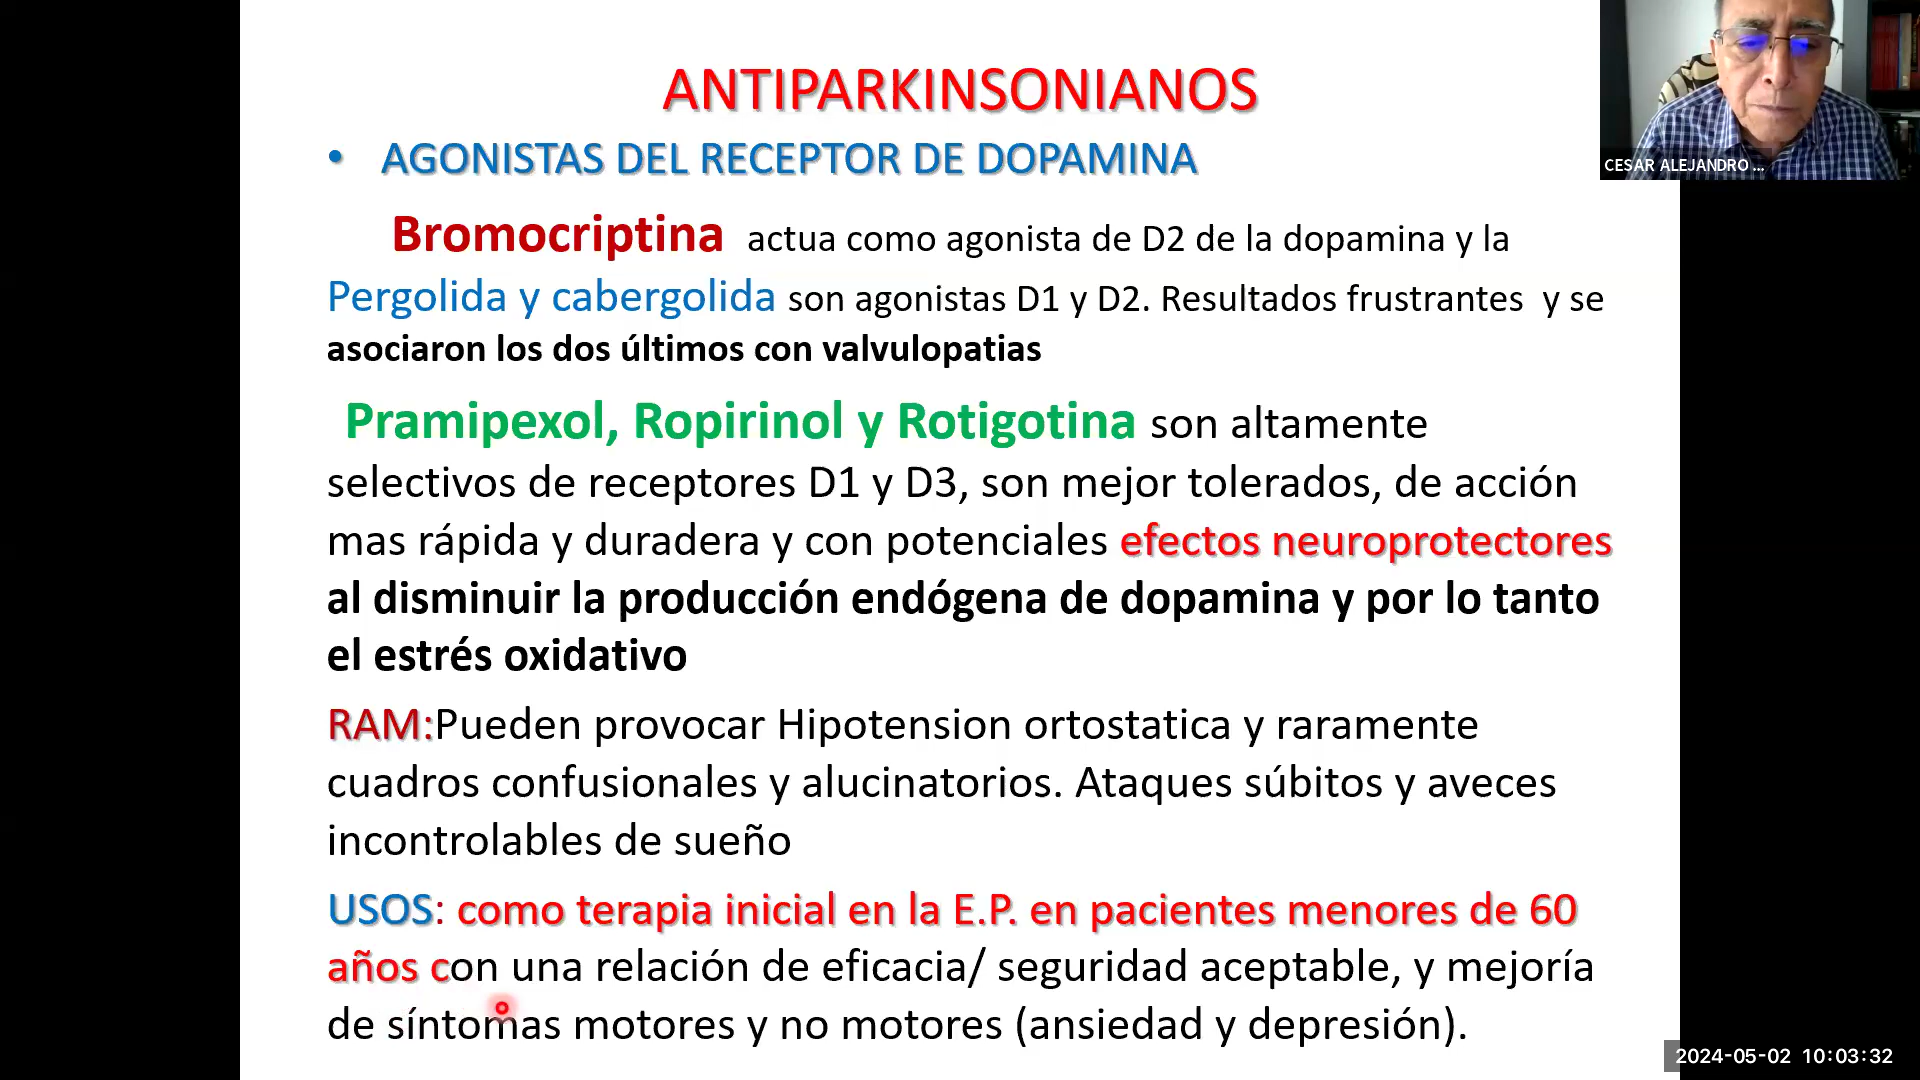 ANTIPARKINSONIANOS
• AGONISTAS DEL RECEPTOR DE DOPAMINA
Bromocriptina actua como agonista de D2 de la dopamina y la
Pergolida y cabergolida son agonistas D1 y D2. Resultados frustrantes y se
asociaron los dos últimos con valvulopatias
Pramipexol, Ropirinol y Rotigotina son altamente
selectivos de receptores D1 y D3, son mejor tolerados, de acción
mas rápida y duradera y con potenciales efectos neuroprotectores
al disminuir la producción endógena de dopamina y por lo tanto
el estrés oxidativo
RAM:Pueden provocar Hipotension ortostatica y raramente
cuadros confusionales y alucinatorios. Ataques súbitos y aveces
incontrolables de sueño
USOS: como terapia inicial en la E.P. en pacientes menores de 60
años con una relación de eficacia/ seguridad aceptable, y mejoría
de síntomas motores y no motores (ansiedad y depresión).
CESAR ALEJANDRO ...
2024-05-02 10:03:32